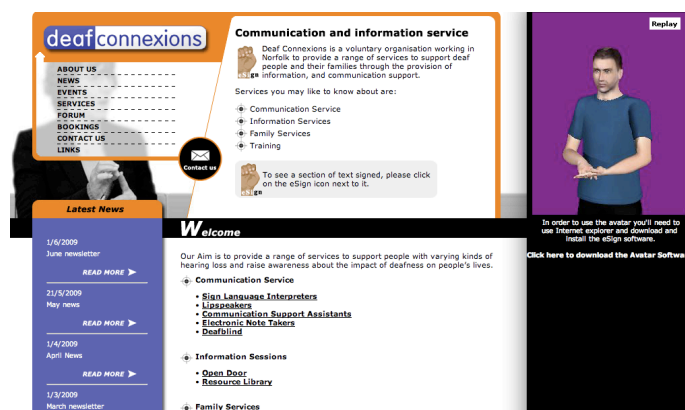 deafconnexions
ABOUT US
NEWS
EVENTS
SERVICES
FORUM
BOOKINGS
CONTACT US
LINKS
Contact us
Communication and information service
Deaf Connexions is a voluntary organisation working in
Norfolk to provide a range of services to support deaf
people and their families through the provision of
eSign information, and communication support.
Services you may like to know about are:
Communication Service
Information Services
Family Services
Training
To see a section of text signed, please click
on the eSign icon next to it.
eSign
Replay
In order to use the avatar you'll need to
use Internet explorer and download and
install the eSign software.
Click here to download the Avatar Softwa
Latest News
1/6/2009
June newsletter
READ MORE
21/5/2009
May news
READ MORE
1/4/2009
April News
READ MORE
1/3/2009
March newsletter
Welcome
Our Aim is to provide a range of services to support people with varying kinds of
hearing loss and raise awareness about the impact of deafness on people's lives.
Communication Service
• Sign Language Interpreters
• Lipspeakers
• Communication Support Assistants
• Electronic Note Takers
• Deafblind
Information Sessions
• Open Door
• Resource Library
Family Services